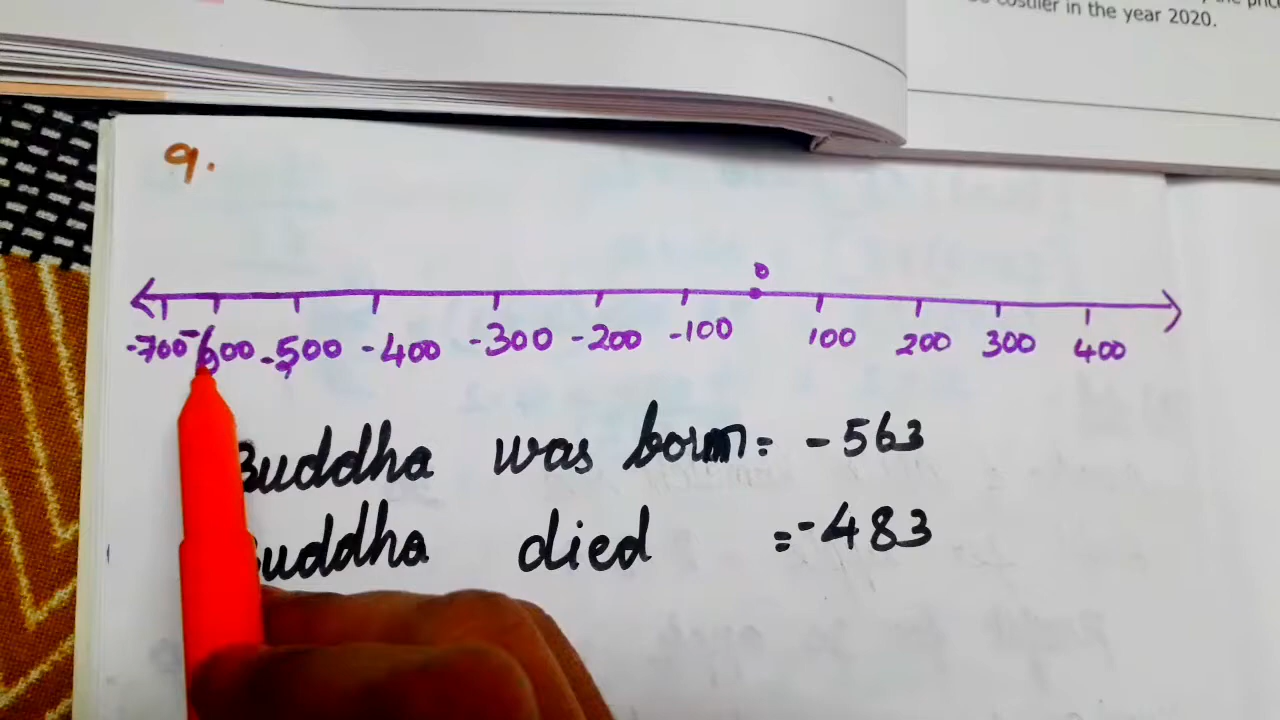 costlier in the year 2020.
9.
0
-700 -600 -500 -400 -300 -200 -100 100 200 300 400
Buddha was born = -563
Buddha died = -483